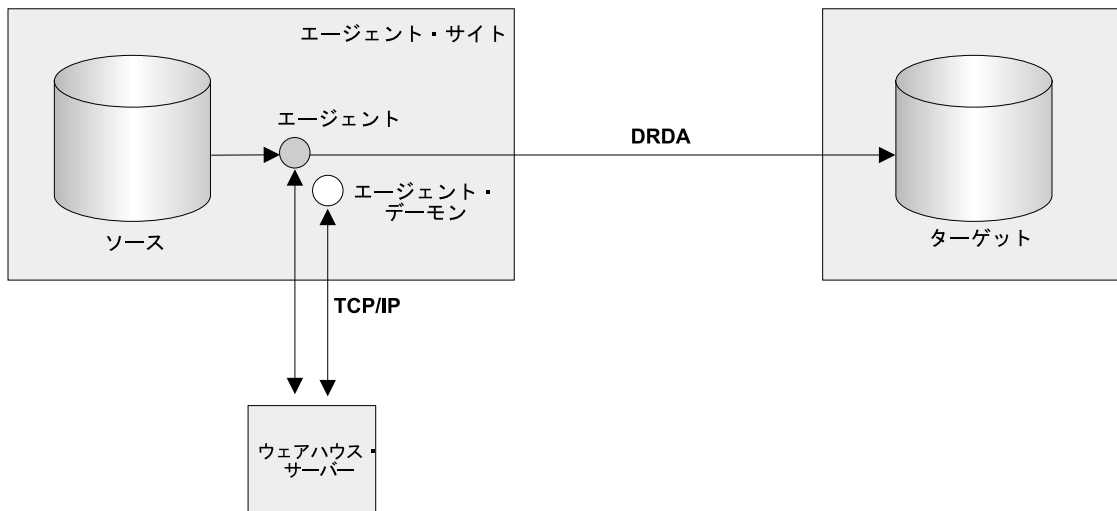 エージェント・サイト
エージェント
DRDA
エージェント・
デーモン
ソース
ターゲット
TCP/IP
ウェアハウス・
サーバー